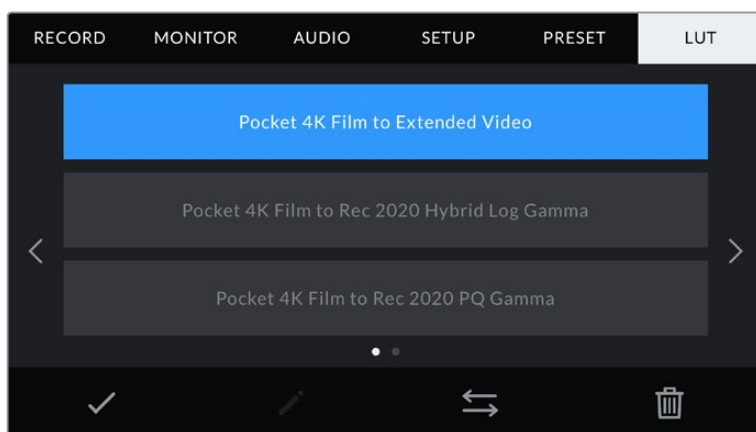 RECORD MONITOR AUDIO SETUP PRESET LUT
Pocket 4K Film to Extended Video
Pocket 4K Film to Rec 2020 Hybrid Log Gamma
Pocket 4K Film to Rec 2020 PQ Gamma